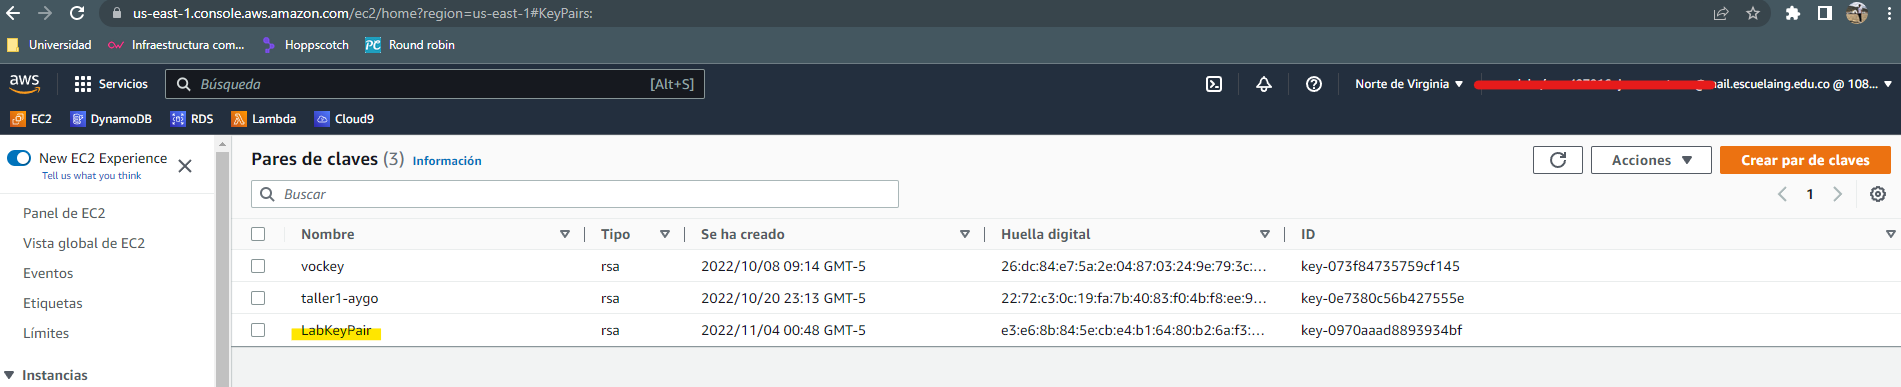 us-east-1.console.aws.amazon.com/ec2/home?region=us-east-1#KeyPairs:
Universidad Infraestructura com... Hoppscotch PC Round robin
aws Servicios Búsqueda [Alt+S] Norte de Virginia ail.escuelaing.edu.co @ 108...
EC2 DynamoDB RDS Lambda Cloud9
New EC2 Experience
Tell us what you think
Panel de EC2
Vista global de EC2
Eventos
Etiquetas
Límites
Instancias
Pares de claves (3) Información Acciones Crear par de claves
Buscar 1
Nombre Tipo Se ha creado Huella digital ID
vockey rsa 2022/10/08 09:14 GMT-5 26:dc:84:e7:5a:2e:04:87:03:24:9e:79:3c:... key-073f84735759cf145
taller1-aygo rsa 2022/10/20 23:13 GMT-5 22:72:c3:0c:19:fa:7b:40:83:f0:4b:f8:ee:9... key-0e7380c56b427555e
LabKeyPair rsa 2022/11/04 00:48 GMT-5 e3:e6:8b:84:5e:cb:e4:b1:64:80:b2:6a:f3:... key-0970aaad8893934bf